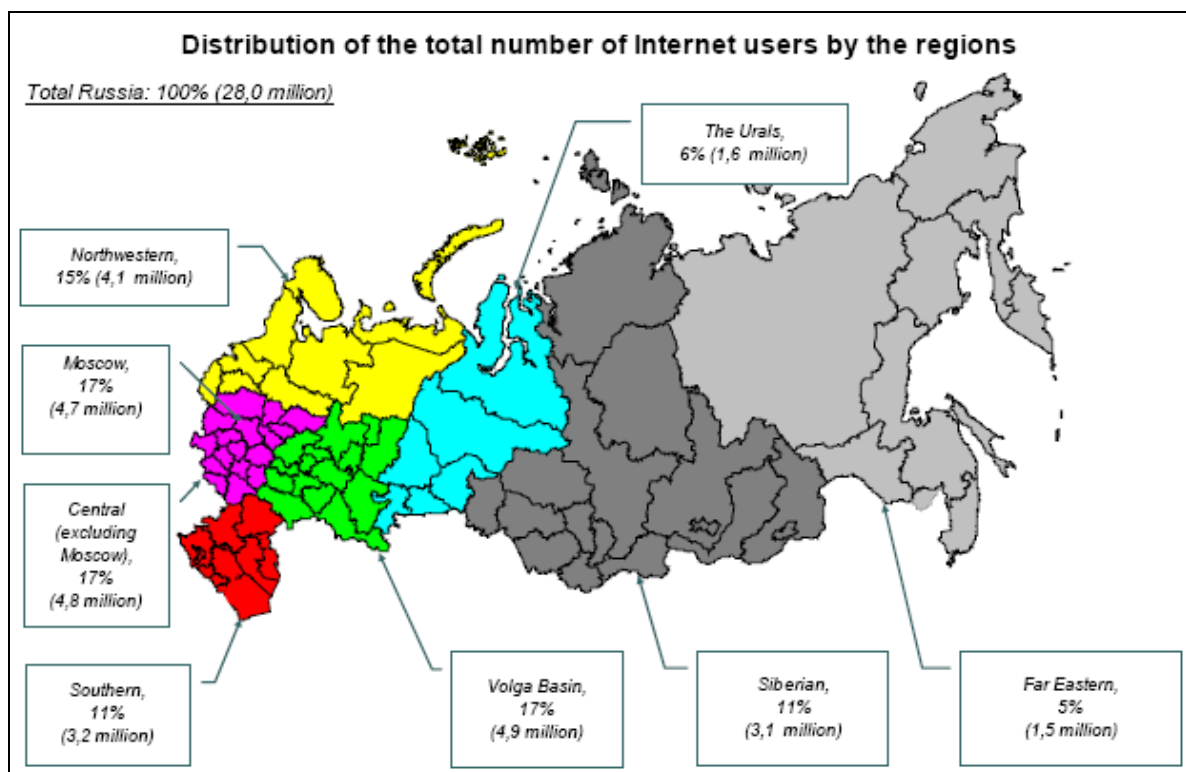 Distribution of the total number of Internet users by the regions
Total Russia: 100% (28,0 million)
The Urals,
6% (1,6 million)
Northwestern,
15% (4,1 million)
Moscow,
17%
(4,7 million)
Central
(excluding
Moscow),
17%
(4,8 million)
Southern,
11%
(3,2 million)
Volga Basin,
17%
(4,9 million)
Siberian,
11%
(3,1 million)
Far Eastern,
5%
(1,5 million)